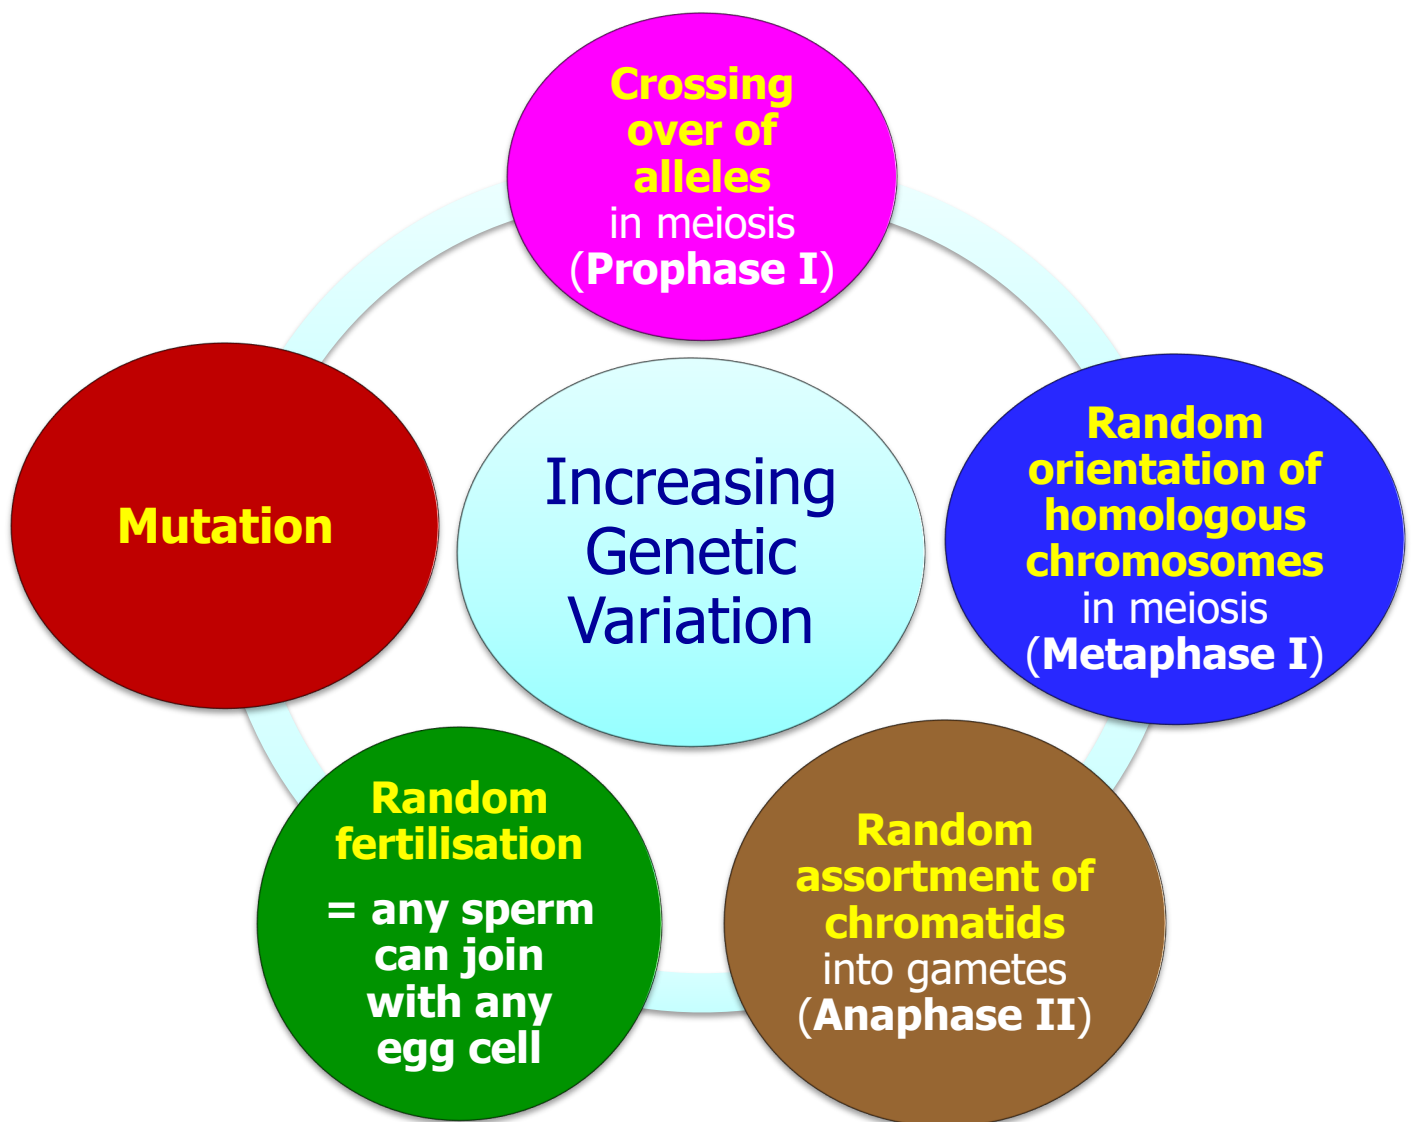 Crossing
over of
alleles
in meiosis
(Prophase I)
Random
orientation of
homologous
chromosomes
in meiosis
(Metaphase I)
Random
assortment of
chromatids
into gametes
(Anaphase II)
Random
fertilisation
= any sperm
can join
with any
egg cell
Mutation
Increasing
Genetic
Variation